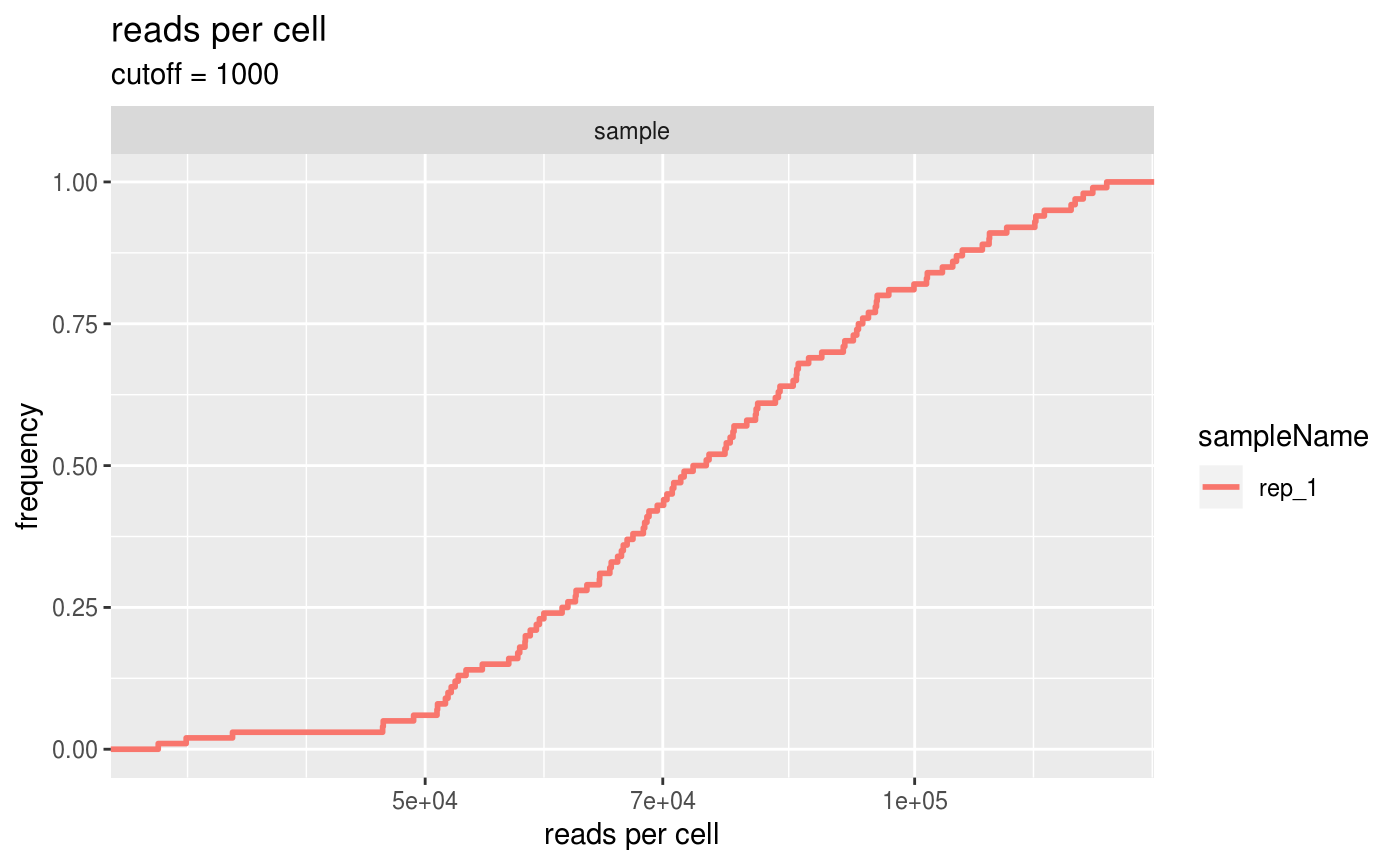 reads per cell
cutoff = 1000
sample
1.00
0.75
0.50
0.25
0.00
frequency
5e+04 7e+04 1e+05
reads per cell
sampleName
rep_1